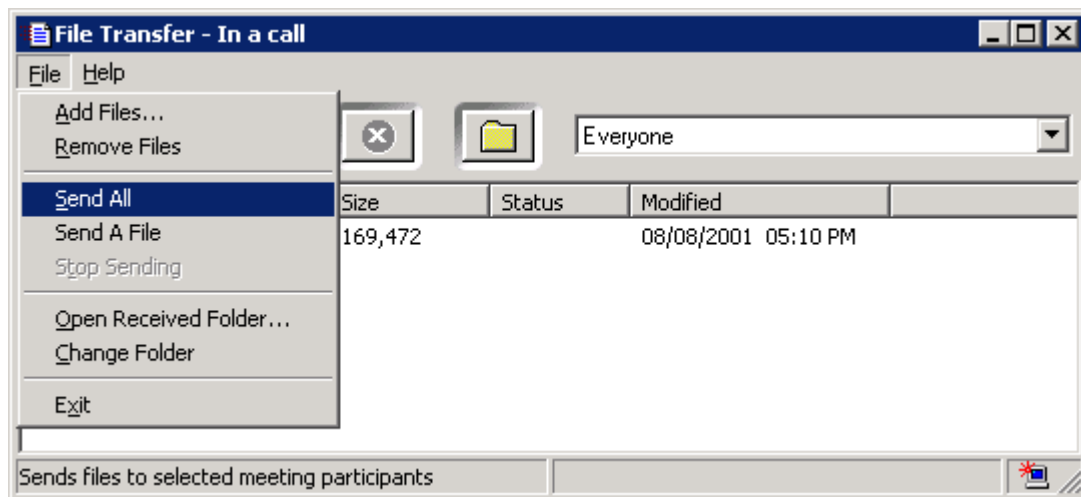 File Transfer - In a call
File Help
Add Files...
Remove Files
Everyone
Send All
Size Status Modified
Send A File
169,472 08/08/2001 05:10 PM
Stop Sending
Open Received Folder...
Change Folder
Exit
Sends files to selected meeting participants